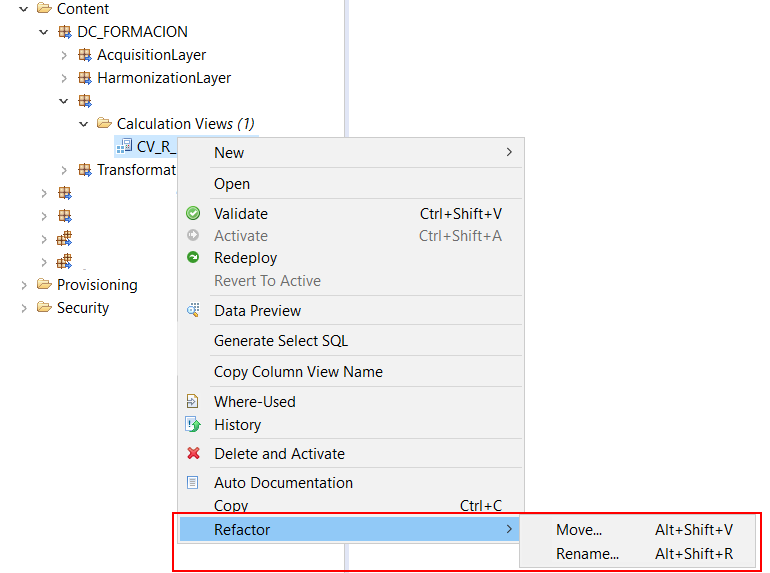 Content
DC_FORMACION
AcquisitionLayer
HarmonizationLayer
Calculation Views (1)
CV_R_
Transformat
Provisioning
Security
New
Open
Validate Ctrl+Shift+V
Activate Ctrl+Shift+A
Redeploy
Revert To Active
Data Preview
Generate Select SQL
Copy Column View Name
Where-Used
History
Delete and Activate
Auto Documentation
Copy Ctrl+C
Refactor
Move... Alt+Shift+V
Rename... Alt+Shift+R